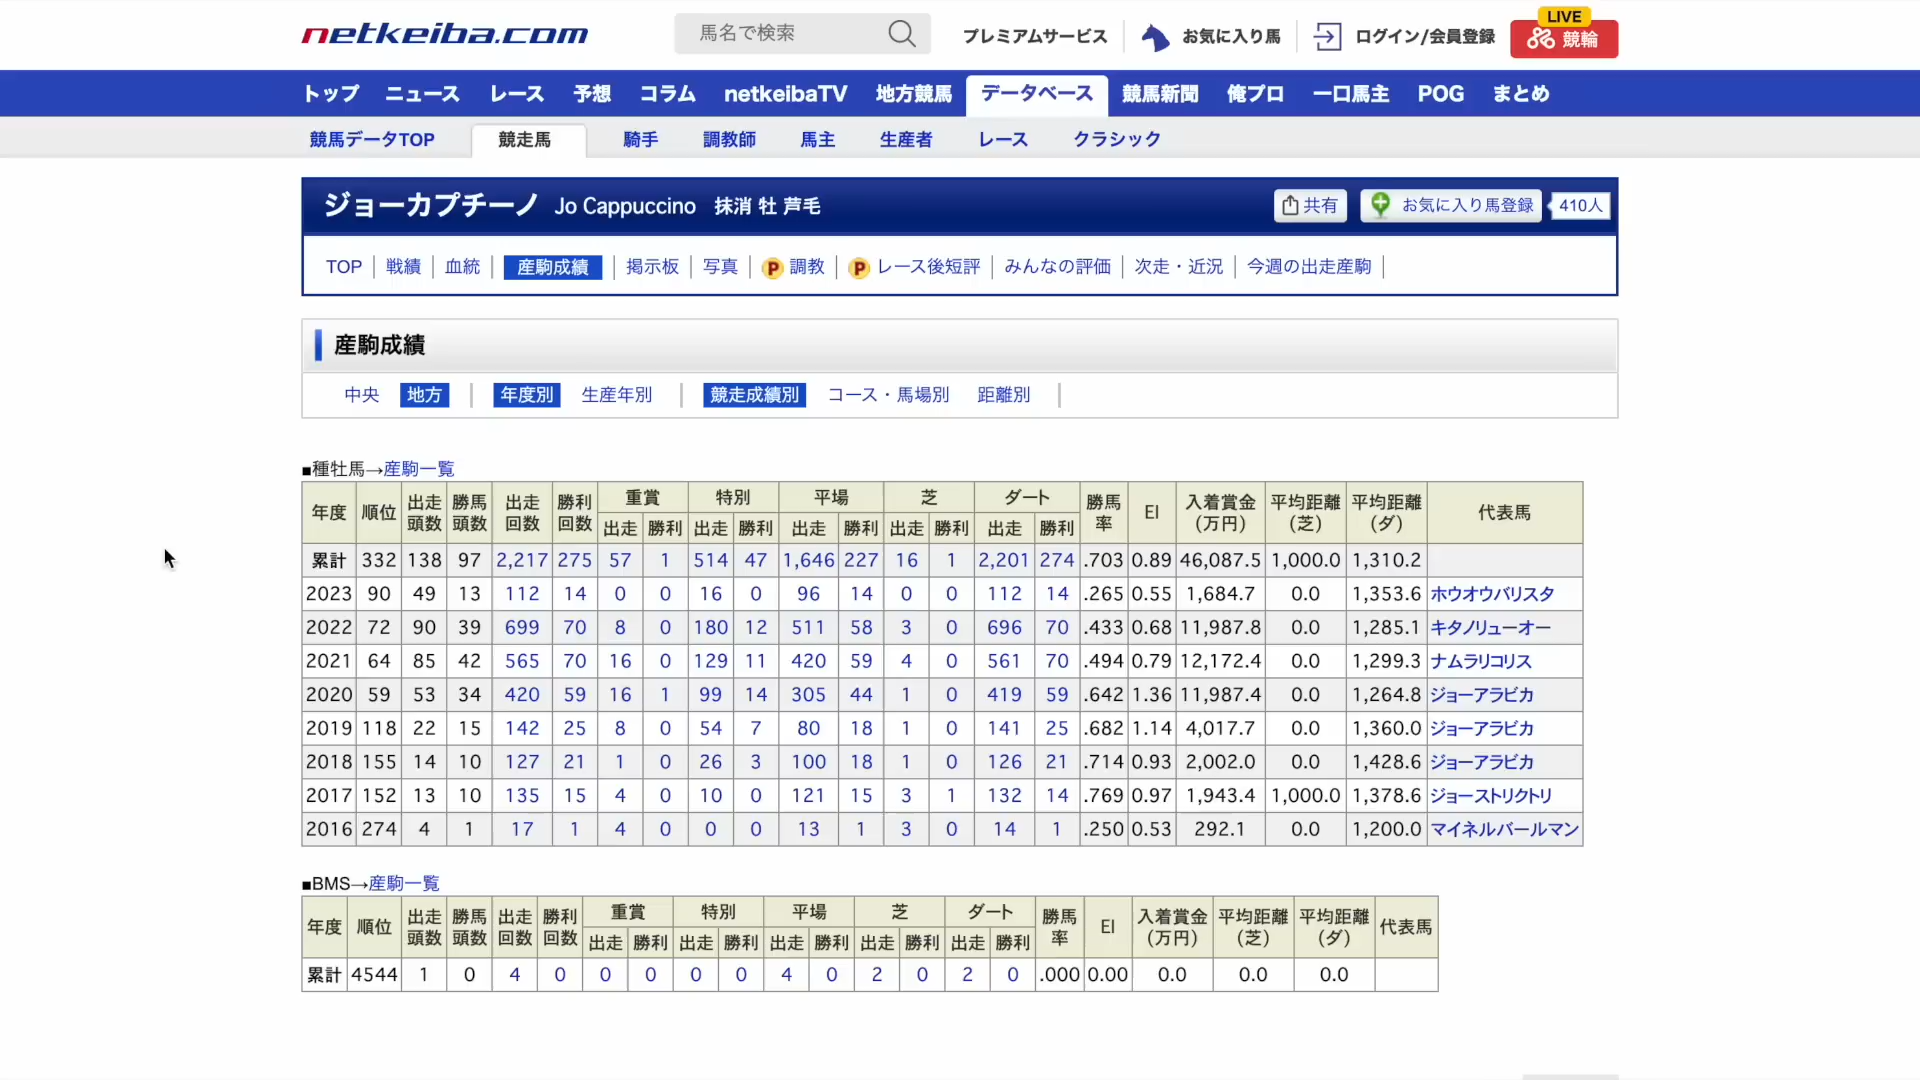 netkeiba.com 馬名で検索 プレミアムサービス お気に入り馬 ログイン/会員登録 LIVE 競輪
トップ ニュース レース 予想 コラム netkeibaTV 地方競馬 データベース 競馬新聞 俺プロ 一口馬主 POG まとめ
競馬データTOP 競走馬 騎手 調教師 馬主 生産者 レース クラシック
ジョーカプチーノ Jo Cappuccino 抹消 牡 芦毛 共有 お気に入り馬登録 410人
TOP 戦績 血統 産駒成績 掲示板 写真 P 調教 P レース後短評 みんなの評価 次走・近況 今週の出走産駒
産駒成績
中央 地方 年度別 生産年別 競走成績別 コース・馬場別 距離別
■種牡馬→産駒一覧
年度 順位 出走頭数 勝馬頭数 出走回数 勝利回数 重賞 特別 平場 芝 ダート 勝馬率 EI 入着賞金(万円) 平均距離(芝) 平均距離(ダ) 代表馬
出走 勝利 出走 勝利 出走 勝利 出走 勝利 出走 勝利
累計 332 138 97 2,217 275 57 1 514 47 1,646 227 16 1 2,201 274 .703 0.89 46,087.5 1,000.0 1,310.2
2023 90 49 13 112 14 0 0 16 0 96 14 0 0 112 14 .265 0.55 1,684.7 0.0 1,353.6 ホウオウバリスタ
2022 72 90 39 699 70 8 0 180 12 511 58 3 0 696 70 .433 0.68 11,987.8 0.0 1,285.1 キタノリューオー
2021 64 85 42 565 70 16 0 129 11 420 59 4 0 561 70 .494 0.79 12,172.4 0.0 1,299.3 ナムラリコリス
2020 59 53 34 420 59 16 1 99 14 305 44 1 0 419 59 .642 1.36 11,987.4 0.0 1,264.8 ジョーアラビカ
2019 118 22 15 142 25 8 0 54 7 80 18 1 0 141 25 .682 1.14 4,017.7 0.0 1,360.0 ジョーアラビカ
2018 155 14 10 127 21 1 0 26 3 100 18 1 0 126 21 .714 0.93 2,002.0 0.0 1,428.6 ジョーアラビカ
2017 152 13 10 135 15 4 0 10 0 121 15 3 1 132 14 .769 0.97 1,943.4 1,000.0 1,378.6 ジョーストリクトリ
2016 274 4 1 17 1 4 0 0 0 13 1 3 0 14 1 .250 0.53 292.1 0.0 1,200.0 マイネルバールマン
■BMS→産駒一覧
年度 順位 出走頭数 勝馬頭数 出走回数 勝利回数 重賞 特別 平場 芝 ダート 勝馬率 EI 入着賞金(万円) 平均距離(芝) 平均距離(ダ) 代表馬
出走 勝利 出走 勝利 出走 勝利 出走 勝利 出走 勝利
累計 4544 1 0 4 0 0 0 0 0 4 0 2 0 2 0 .000 0.00 0.0 0.0 0.0